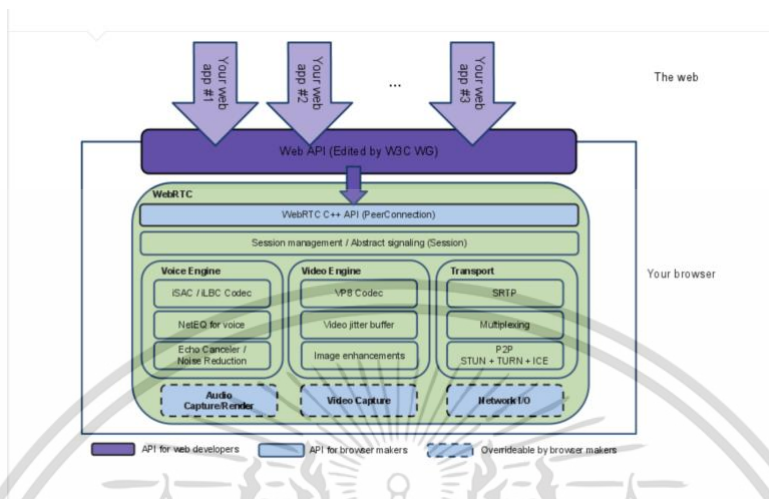 Your web
app #1
Your web
app #2
...
Your web
app #3
The web
Web API (Edited by W3C WG)
WebRTC
WebRTC C++ API (PeerConnection)
Session management / Abstract signaling (Session)
Your browser
Voice Engine
iSAC / iLBC Codec
NetEQ for voice
Echo Canceler /
Noise Reduction
Video Engine
VP8 Codec
Video jitter buffer
Image enhancements
Transport
SRTP
Multiplexing
P2P
STUN + TURN + ICE
Audio
Capture/Render
Video Capture
Network I/O
API for web developers
API for browser makers
Overrideable by browser makers